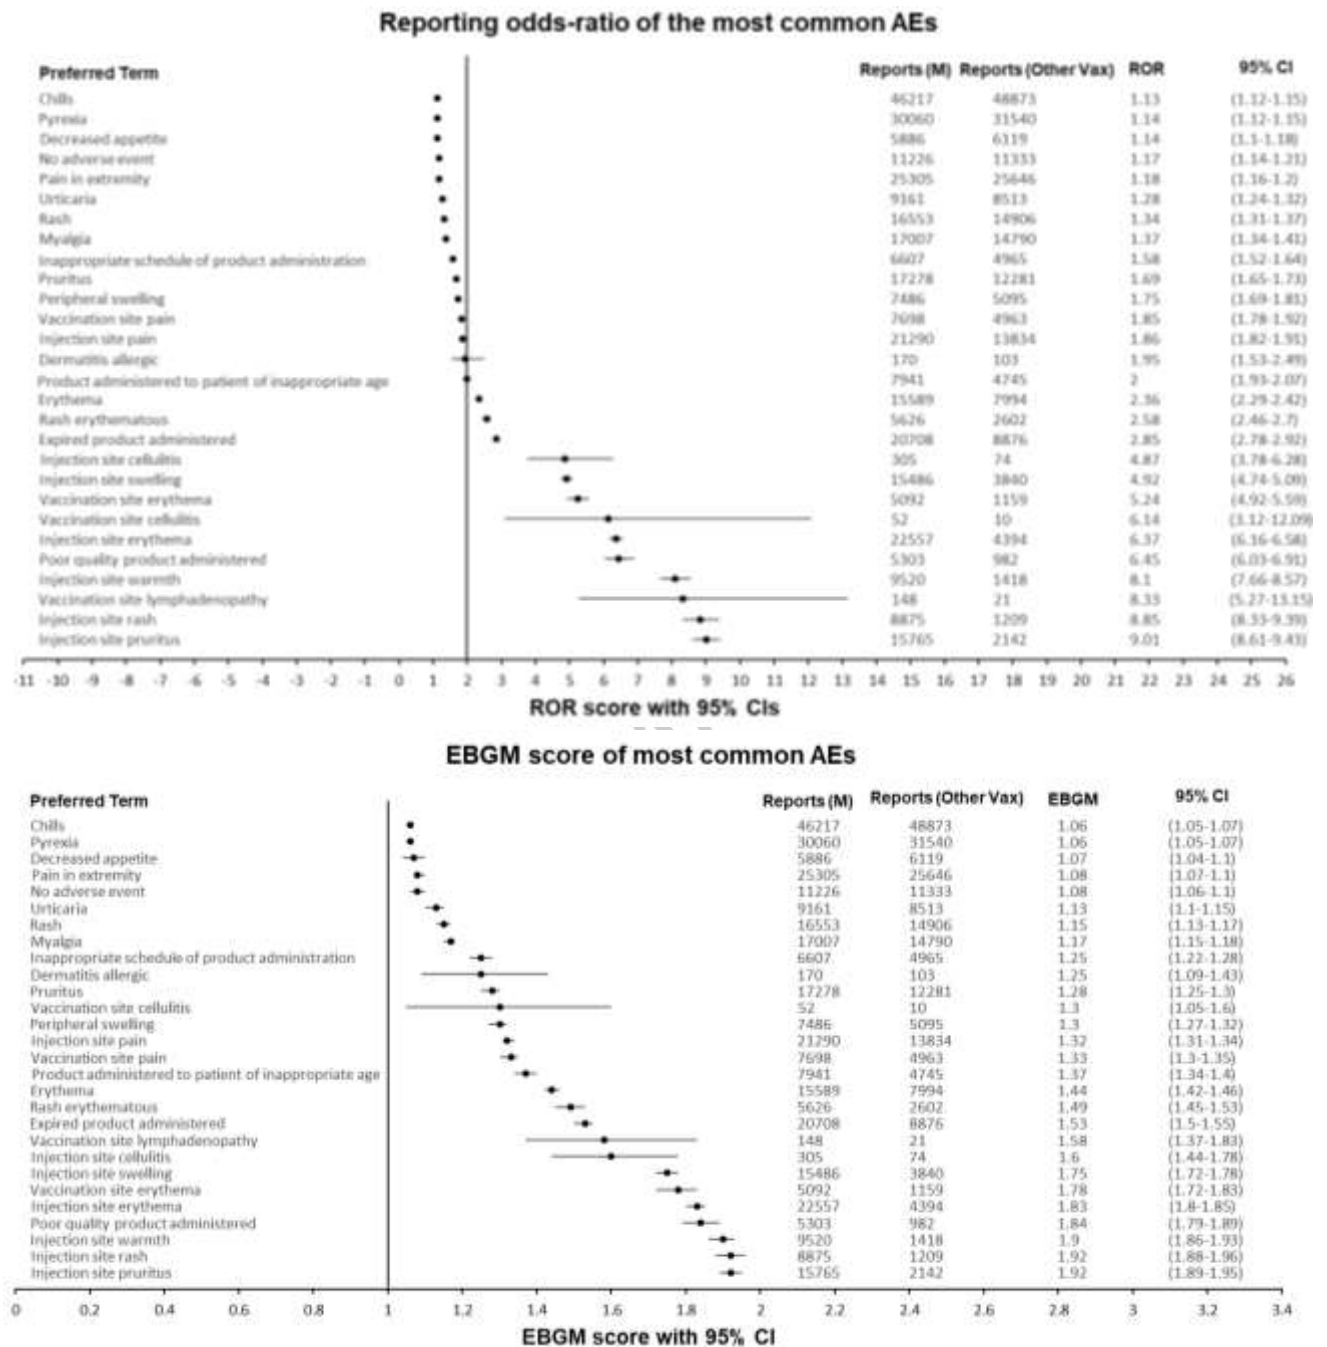 Reporting odds-ratio of the most common AEs
Preferred Term Reports (M) Reports (Other Vax) ROR 95% CI
Chills 46217 48873 1.13 (1.12-1.15)
Pyrexia 30060 31540 1.14 (1.12-1.15)
Decreased appetite 5886 6119 1.14 (1.1-1.18)
No adverse event 11226 11333 1.17 (1.14-1.21)
Pain in extremity 25305 25646 1.18 (1.16-1.2)
Urticaria 9161 8513 1.28 (1.24-1.32)
Rash 16553 14906 1.34 (1.31-1.37)
Myalgia 17007 14790 1.37 (1.34-1.41)
Inappropriate schedule of product administration 6607 4965 1.58 (1.52-1.64)
Pruritus 17278 12281 1.69 (1.65-1.73)
Peripheral swelling 7486 5095 1.75 (1.69-1.81)
Vaccination site pain 7698 4963 1.85 (1.78-1.92)
Injection site pain 21290 13834 1.86 (1.82-1.91)
Dermatitis allergic 170 103 1.95 (1.53-2.49)
Product administered to patient of inappropriate age 7941 4745 2 (1.93-2.07)
Erythema 15589 7994 2.36 (2.29-2.42)
Rash erythematous 5626 2602 2.58 (2.46-2.7)
Expired product administered 20708 8876 2.85 (2.78-2.92)
Injection site cellulitis 305 74 4.87 (3.78-6.28)
Injection site swelling 15486 3840 4.92 (4.74-5.09)
Vaccination site erythema 5092 1159 5.24 (4.92-5.59)
Vaccination site cellulitis 52 10 6.14 (3.12-12.09)
Injection site erythema 22557 4394 6.37 (6.16-6.58)
Poor quality product administered 5303 982 6.45 (6.03-6.91)
Injection site warmth 9520 1418 8.1 (7.66-8.57)
Vaccination site lymphadenopathy 148 21 8.33 (5.27-13.15)
Injection site rash 8875 1209 8.85 (8.33-9.39)
Injection site pruritus 15765 2142 9.01 (8.61-9.43)
-11 -10 -9 -8 -7 -6 -5 -4 -3 -2 -1 0 1 2 3 4 5 6 7 8 9 10 11 12 13 14 15 16 17 18 19 20 21 22 23 24 25 26
ROR score with 95% CIs
EBGM score of most common AEs
Preferred Term Reports (M) Reports (Other Vax) EBGM 95% CI
Chills 46217 48873 1.06 (1.05-1.07)
Pyrexia 30060 31540 1.06 (1.05-1.07)
Decreased appetite 5886 6119 1.07 (1.04-1.1)
Pain in extremity 25305 25646 1.08 (1.07-1.1)
No adverse event 11226 11333 1.08 (1.06-1.1)
Urticaria 9161 8513 1.13 (1.1-1.15)
Rash 16553 14906 1.15 (1.13-1.17)
Myalgia 17007 14790 1.17 (1.15-1.18)
Inappropriate schedule of product administration 6607 4965 1.25 (1.22-1.28)
Dermatitis allergic 170 103 1.25 (1.09-1.43)
Pruritus 17278 12281 1.28 (1.25-1.3)
Vaccination site cellulitis 52 10 1.3 (1.05-1.6)
Peripheral swelling 7486 5095 1.3 (1.27-1.32)
Injection site pain 21290 13834 1.32 (1.31-1.34)
Vaccination site pain 7698 4963 1.33 (1.3-1.35)
Product administered to patient of inappropriate age 7941 4745 1.37 (1.34-1.4)
Erythema 15589 7994 1.44 (1.42-1.46)
Rash erythematous 5626 2602 1.49 (1.45-1.53)
Expired product administered 20708 8876 1.53 (1.5-1.55)
Vaccination site lymphadenopathy 148 21 1.58 (1.37-1.83)
Injection site cellulitis 305 74 1.6 (1.44-1.78)
Injection site swelling 15486 3840 1.75 (1.72-1.78)
Vaccination site erythema 5092 1159 1.78 (1.72-1.83)
Injection site erythema 22557 4394 1.83 (1.8-1.85)
Poor quality product administered 5303 982 1.84 (1.79-1.89)
Injection site warmth 9520 1418 1.9 (1.86-1.93)
Injection site rash 8875 1209 1.92 (1.88-1.96)
Injection site pruritus 15765 2142 1.92 (1.89-1.95)
0 0.2 0.4 0.6 0.8 1 1.2 1.4 1.6 1.8 2 2.2 2.4 2.6 2.8 3 3.2 3.4
EBGM score with 95% CI